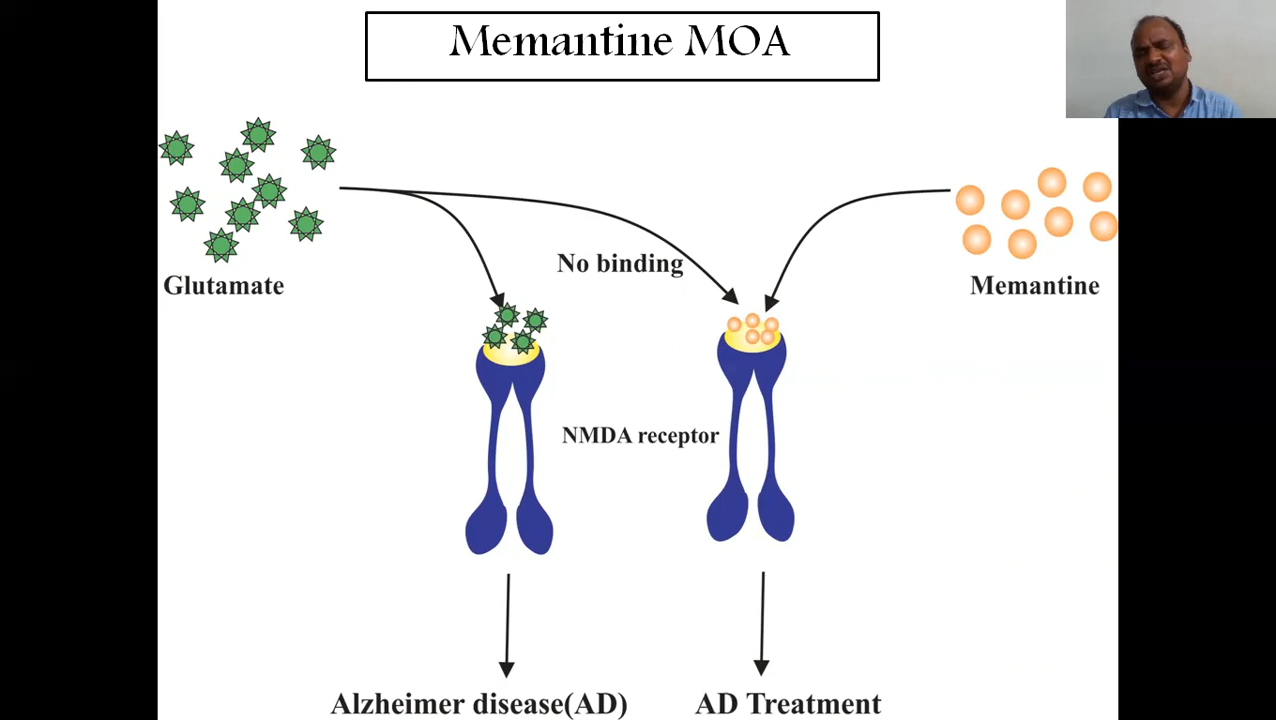 Memantine MOA
Glutamate
No binding
Memantine
NMDA receptor
Alzheimer disease(AD)
AD Treatment